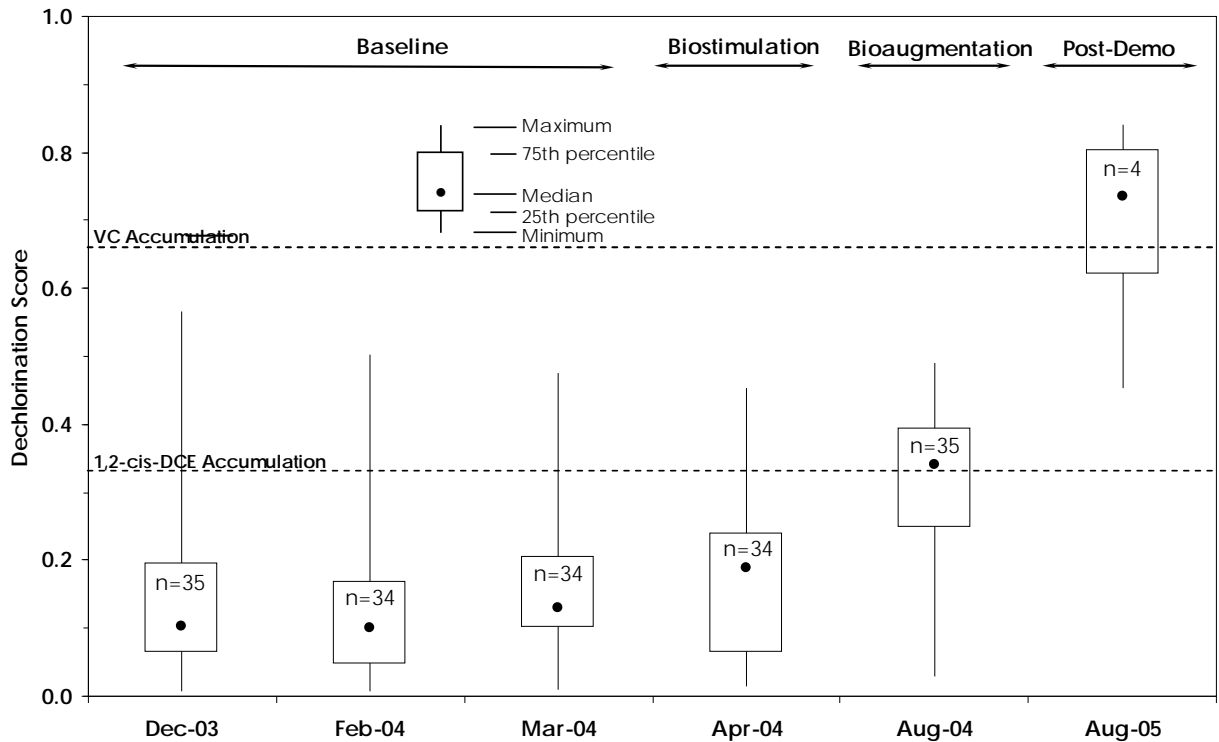 1.0
0.8
0.6
0.4
0.2
0.0
Dechlorination Score
Baseline
Biostimulation
Bioaugmentation
Post-Demo
Maximum
75th percentile
Median
25th percentile
Minimum
VC Accumulation
1,2-cis-DCE Accumulation
n=35
n=34
n=34
n=34
n=35
n=4
Dec-03
Feb-04
Mar-04
Apr-04
Aug-04
Aug-05